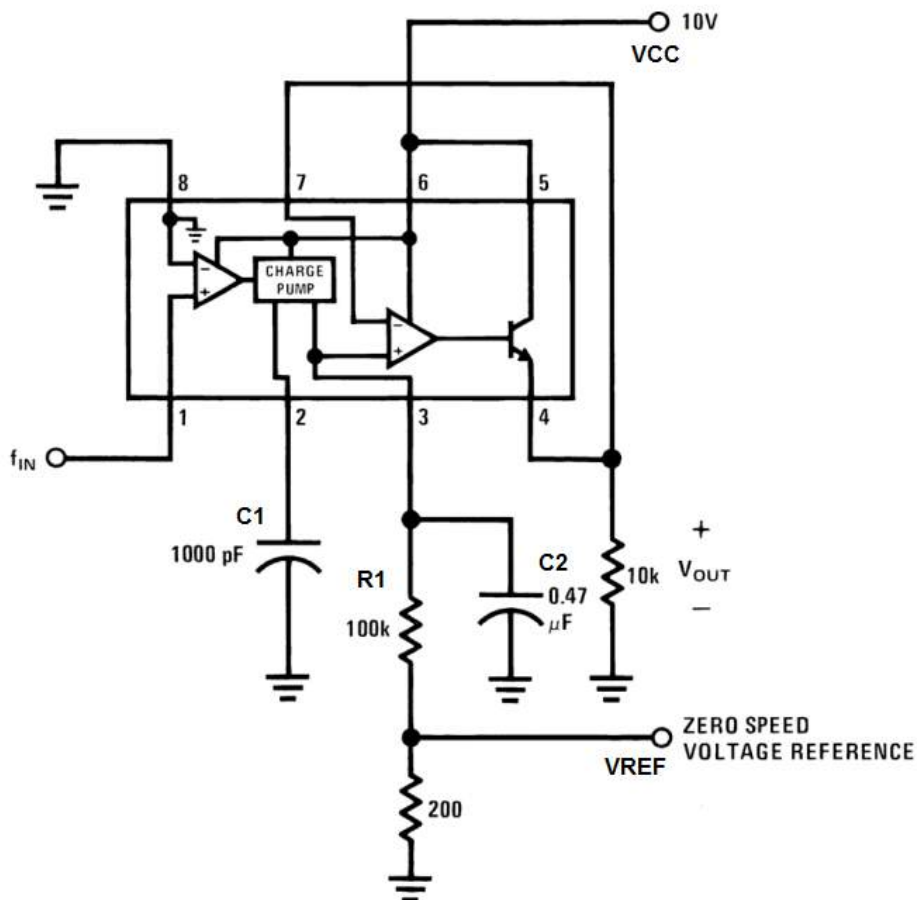 10V
VCC
8
7
6
5
−
+
CHARGE
PUMP
−
+
1
2
3
4
fIN
C1
1000 pF
R1
100k
C2
0.47
μF
10k
+
VOUT
−
ZERO SPEED
VOLTAGE REFERENCE
VREF
200